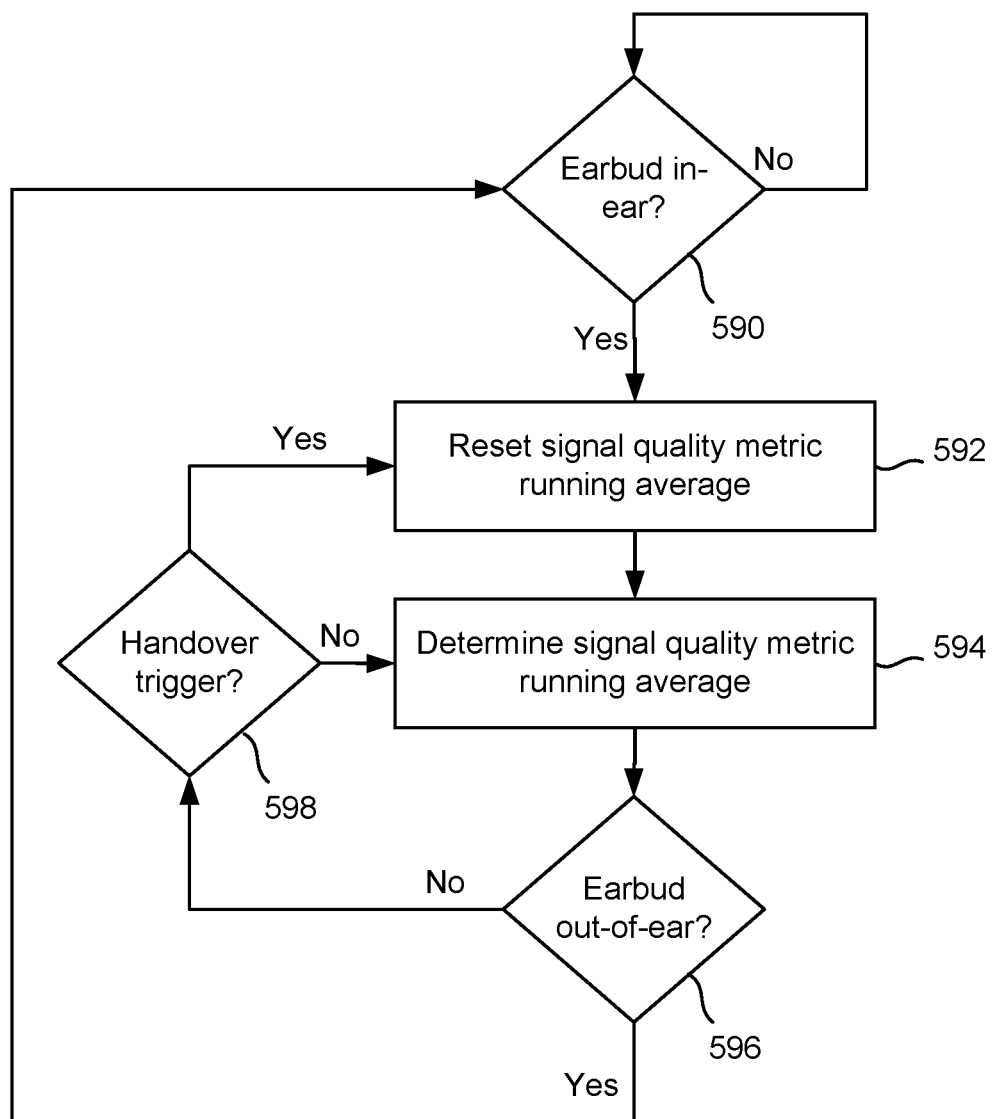 Earbud in-
ear?
No
590
Yes
Reset signal quality metric
running average
592
Yes
Determine signal quality metric
running average
594
Handover
trigger?
No
598
Earbud
out-of-ear?
No
596
Yes